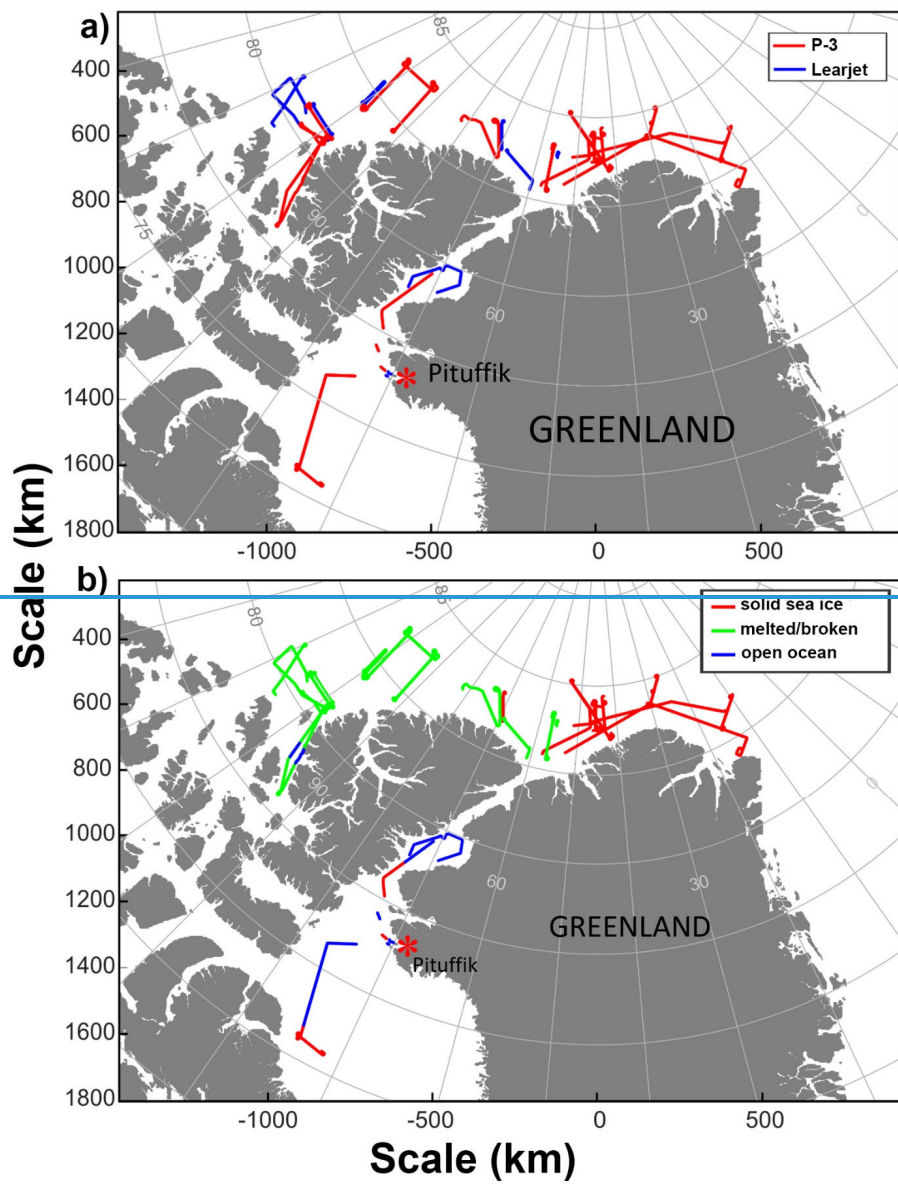 a)
P-3
Learjet
85
80
75
90
60
30
0
400
600
800
1000
1200
1400
1600
1800
Pituffik
GREENLAND
-1000
-500
0
500
Scale (km)
b)
solid sea ice
melted/broken
open ocean
85
80
75
90
60
30
0
400
600
800
1000
1200
1400
1600
1800
GREENLAND
Pituffik
-1000
-500
0
500
Scale (km)